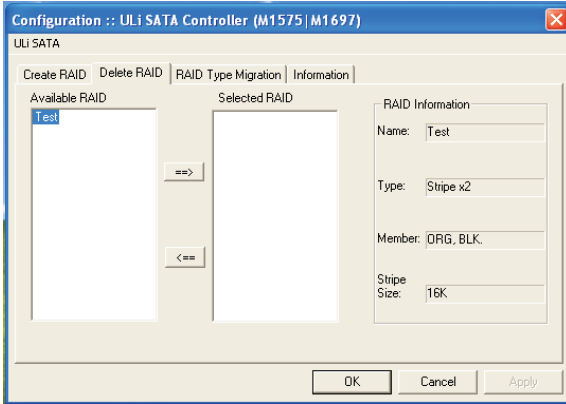 Configuration :: ULi SATA Controller (M1575|M1697)
ULi SATA
Create RAID Delete RAID RAID Type Migration Information
Available RAID Selected RAID RAID Information
Test
Name: Test
==>
Type: Stripe x2
Member: ORG, BLK.
<==
Stripe
Size: 16K
OK Cancel Apply